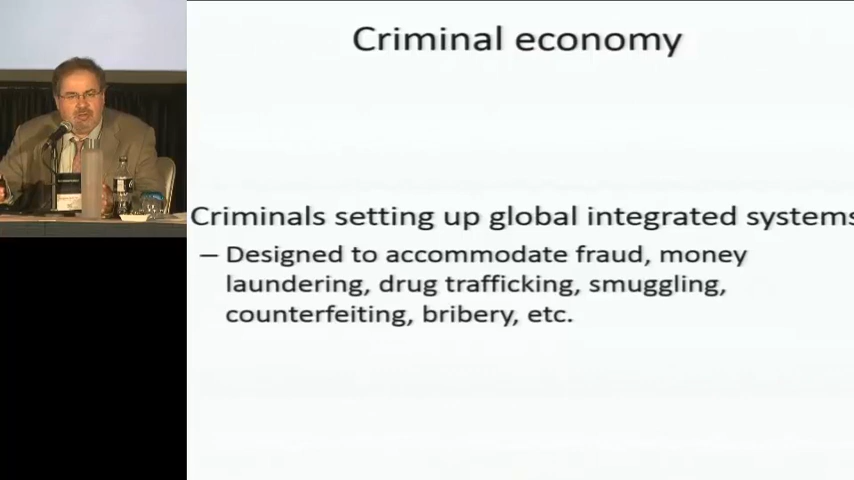 Criminal economy
Criminals setting up global integrated systems
– Designed to accommodate fraud, money
laundering, drug trafficking, smuggling,
counterfeiting, bribery, etc.